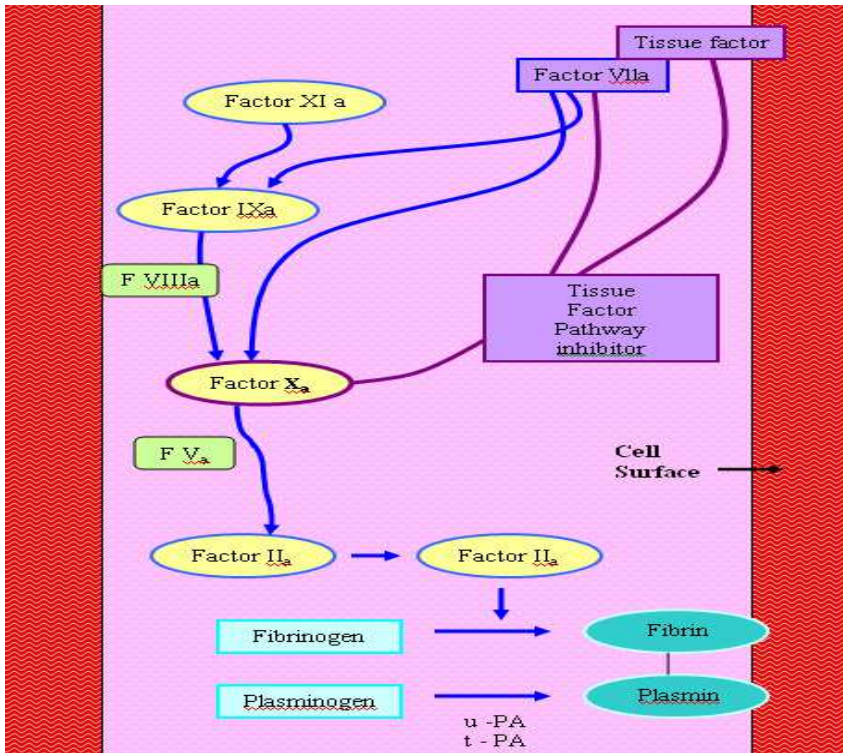 Tissue factor
Factor VIIa
Factor XI a
Factor IXa
F VIIIa
Tissue
Factor
Pathway
inhibitor
Factor Xa
F Va
Cell
Surface
Factor IIa
Factor IIa
Fibrinogen
Fibrin
Plasminogen
Plasmin
u -PA
t - PA